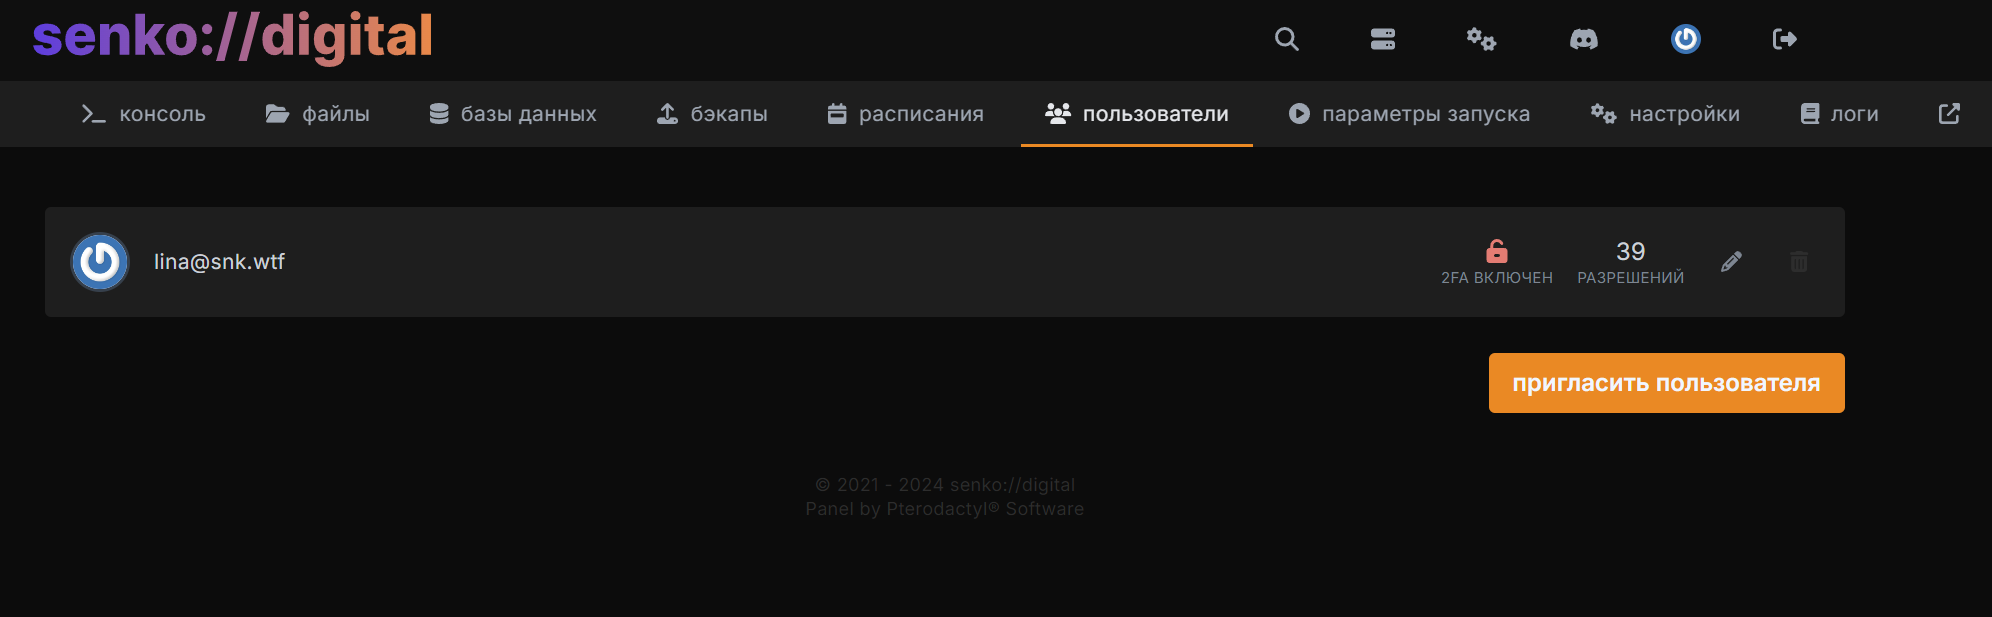 senko://digital
консоль файлы базы данных бэкапы расписания пользователи параметры запуска настройки логи
lina@snk.wtf
39
2FA ВКЛЮЧЕН РАЗРЕШЕНИЙ
пригласить пользователя
© 2021 - 2024 senko://digital
Panel by Pterodactyl® Software